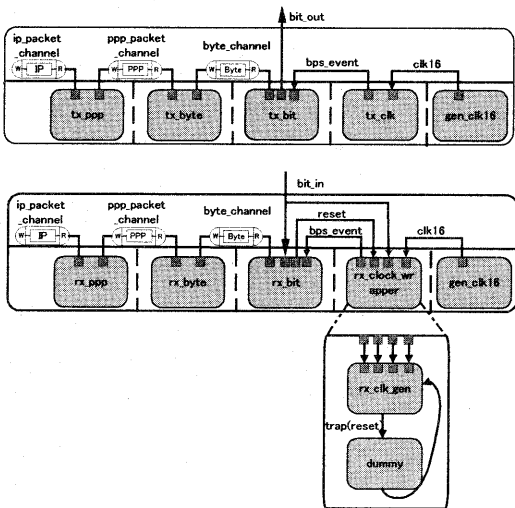 bit_out
ip_packet
_channel
ppp_packet
_channel
byte_channel
W IP R
W PPP R
W Byte R
bps_event
clk16
tx_ppp
tx_byte
tx_bit
tx_clk
gen_clk16
bit_in
ip_packet
_channel
ppp_packet
_channel
byte_channel
reset
W IP R
W PPP R
W Byte R
bps_event
clk16
rx_ppp
rx_byte
rx_bit
rx_clock_wr
apper
gen_clk16
rx_clk_gen
trap(reset)
dummy